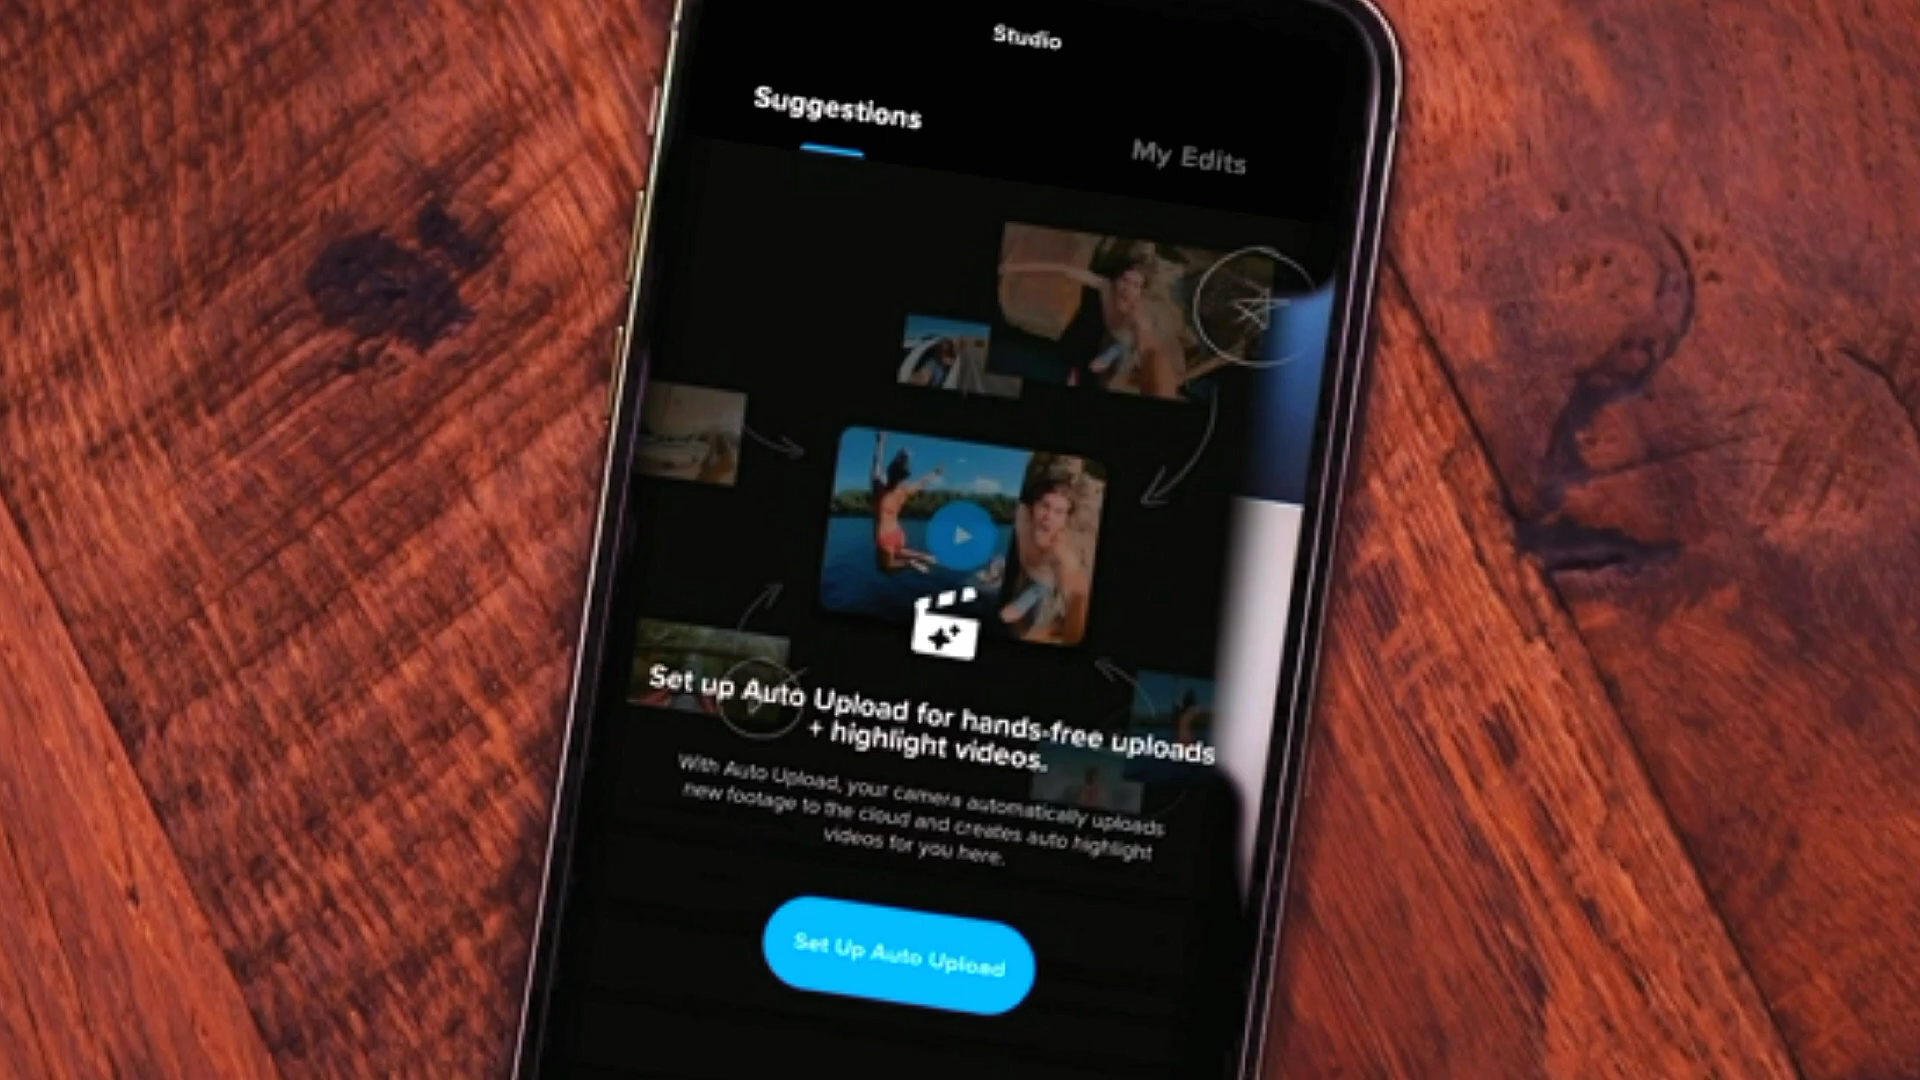 Studio
Suggestions
My Edits
Set up Auto Upload for hands-free uploads
+ highlight videos.
With Auto Upload, your camera automatically uploads
new footage to the cloud and creates auto highlight
videos for you here.
Set Up Auto Upload